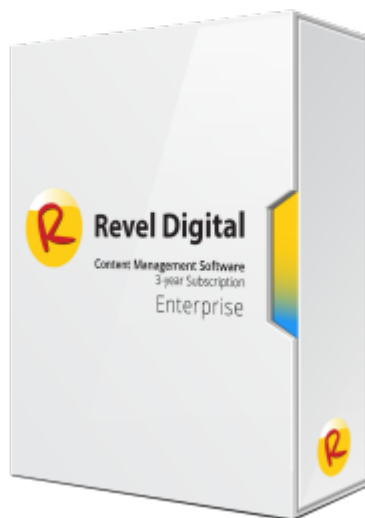 R
Revel Digital
Content Management Software
3-year Subscription
Enterprise
R